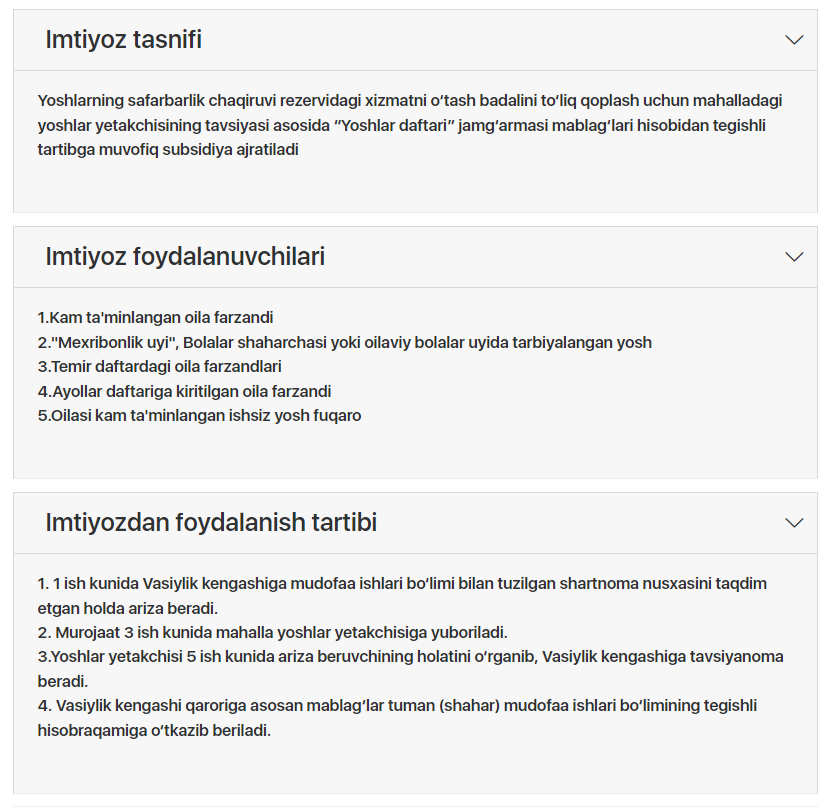 Imtiyoz tasnifi
Yoshlarning safarbarlik chaqiruvi rezervidagi xizmatni o‘tash badalini to‘liq qoplash uchun mahalladagi
yoshlar yetakchisining tavsiyasi asosida “Yoshlar daftari” jamg‘armasi mablag‘lari hisobidan tegishli
tartibga muvofiq subsidiya ajratiladi
Imtiyoz foydalanuvchilari
1.Kam ta'minlangan oila farzandi
2."Mexribonlik uyi", Bolalar shaharchasi yoki oilaviy bolalar uyida tarbiyalangan yosh
3.Temir daftardagi oila farzandlari
4.Ayollar daftariga kiritilgan oila farzandi
5.Oilasi kam ta'minlangan ishsiz yosh fuqaro
Imtiyozdan foydalanish tartibi
1. 1 ish kunida Vasiylik kengashiga mudofaa ishlari bo‘limi bilan tuzilgan shartnoma nusxasini taqdim
etgan holda ariza beradi.
2. Murojaat 3 ish kunida mahalla yoshlar yetakchisiga yuboriladi.
3.Yoshlar yetakchisi 5 ish kunida ariza beruvchining holatini o‘rganib, Vasiylik kengashiga tavsiyanoma
beradi.
4. Vasiylik kengashi qaroriga asosan mablag‘lar tuman (shahar) mudofaa ishlari bo‘limining tegishli
hisobraqamiga o‘tkazib beriladi.